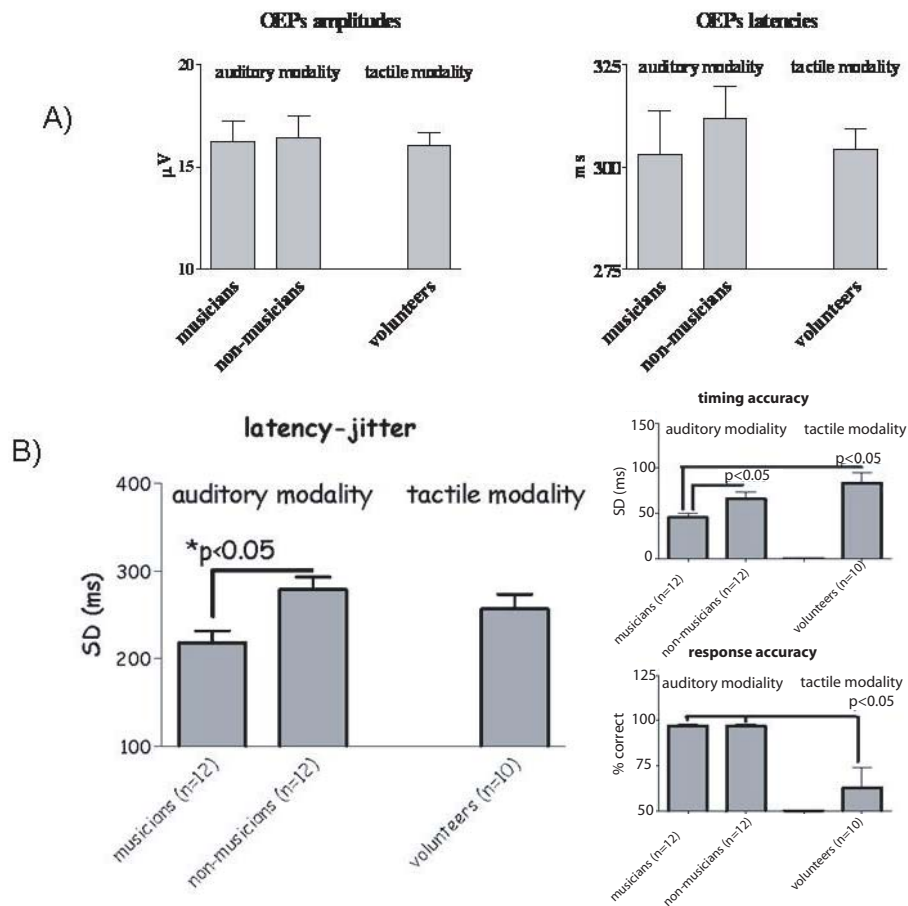 A)
OEPs amplitudes
auditory modality tactile modality
20
15
10
µV
musicians
non-musicians
volunteers
OEPs latencies
auditory modality tactile modality
325
300
275
ms
musicians
non-musicians
volunteers
B)
latency-jitter
auditory modality tactile modality
*p<0.05
400
300
200
100
SD (ms)
musicians (n=12)
non-musicians (n=12)
volunteers (n=10)
timing accuracy
auditory modiality tactile modality
p<0.05 p<0.05
150
100
50
0
SD (ms)
musicians (n=12)
non-musicians (n=12)
volunteers (n=10)
response accuracy
auditory modiality tactile modality
p<0.05
125
100
75
50
% correct
musicians (n=12)
non-musicians (n=12)
volunteers (n=10)